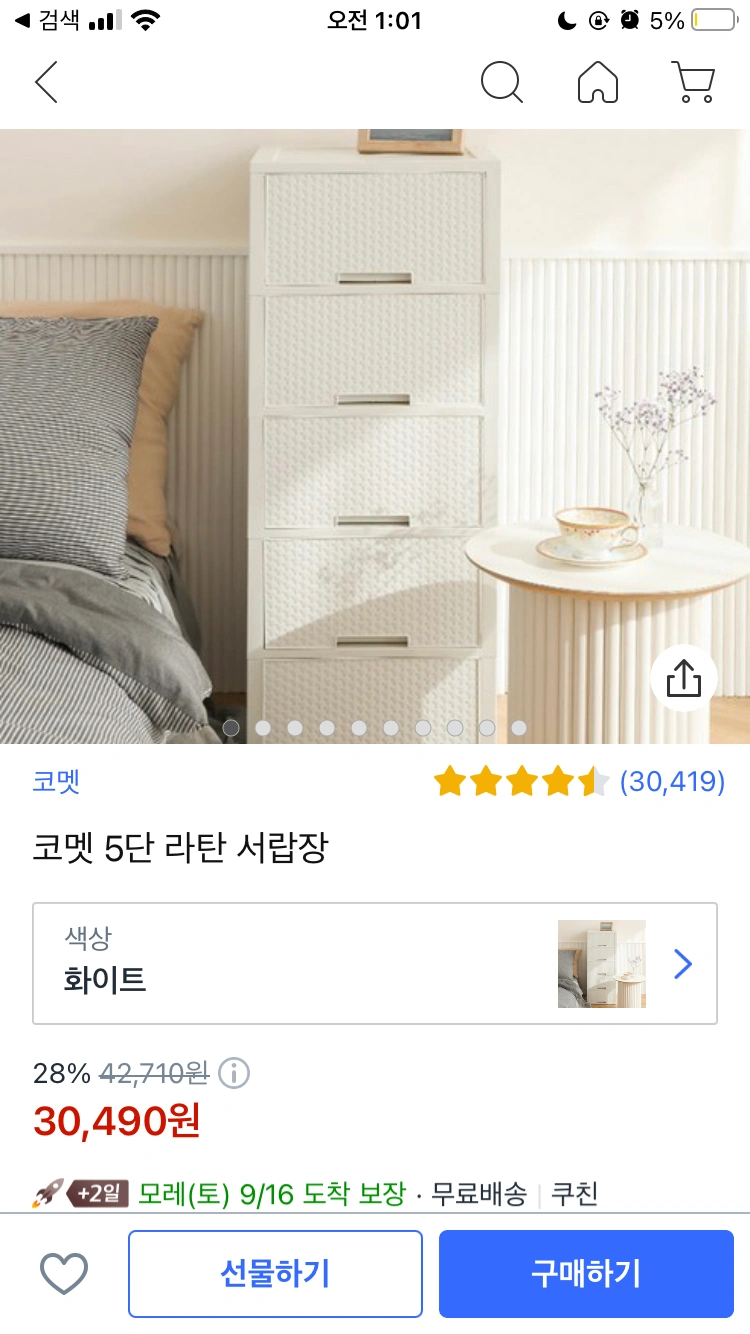 ◀ 검색 오전 1:01 5%
코멧 (30,419)
코멧 5단 라탄 서랍장
색상
화이트
28% 42,710원
30,490원
+2일 모레(토) 9/16 도착 보장 · 무료배송 | 쿠친
선물하기 구매하기